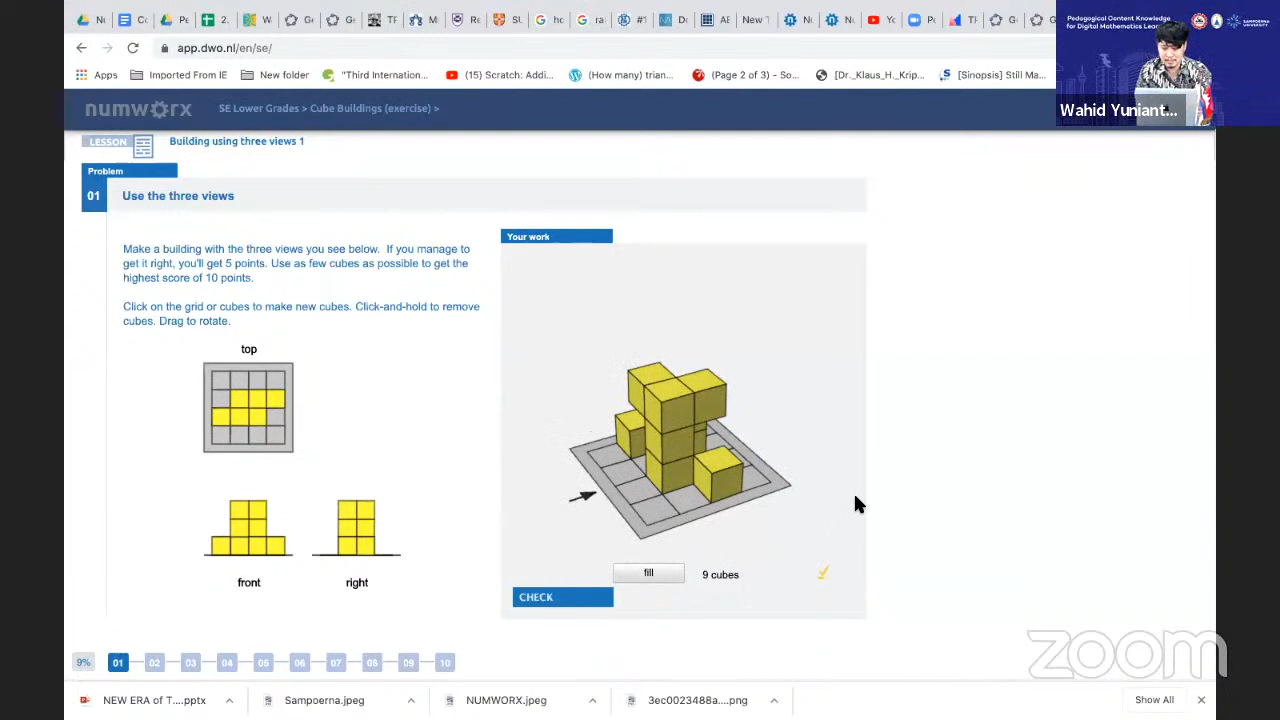 app.dwo.nl/en/se/
Apps
Imported From IE
New folder
"Third Internation...
(15) Scratch: Addi...
(How many) trian...
(Page 2 of 3) - So...
[Dr._Klaus_H._Krip...
[Sinopsis] Still Ma...
Pedagogical Content Knowledge
for Digital Mathematics Lear
Wahid Yuniant...
numworx
SE Lower Grades > Cube Buildings (exercise) >
LESSON
Building using three views 1
Problem
01
Use the three views
Make a building with the three views you see below. If you manage to
get it right, you'll get 5 points. Use as few cubes as possible to get the
highest score of 10 points.
Click on the grid or cubes to make new cubes. Click-and-hold to remove
cubes. Drag to rotate.
top
front
right
Your work
fill
9 cubes
CHECK
9%
01
02
03
04
05
06
07
08
09
10
zoom
NEW ERA of T....pptx
Sampoerna.jpeg
NUMWORX.jpeg
3ec0023488a....png
Show All